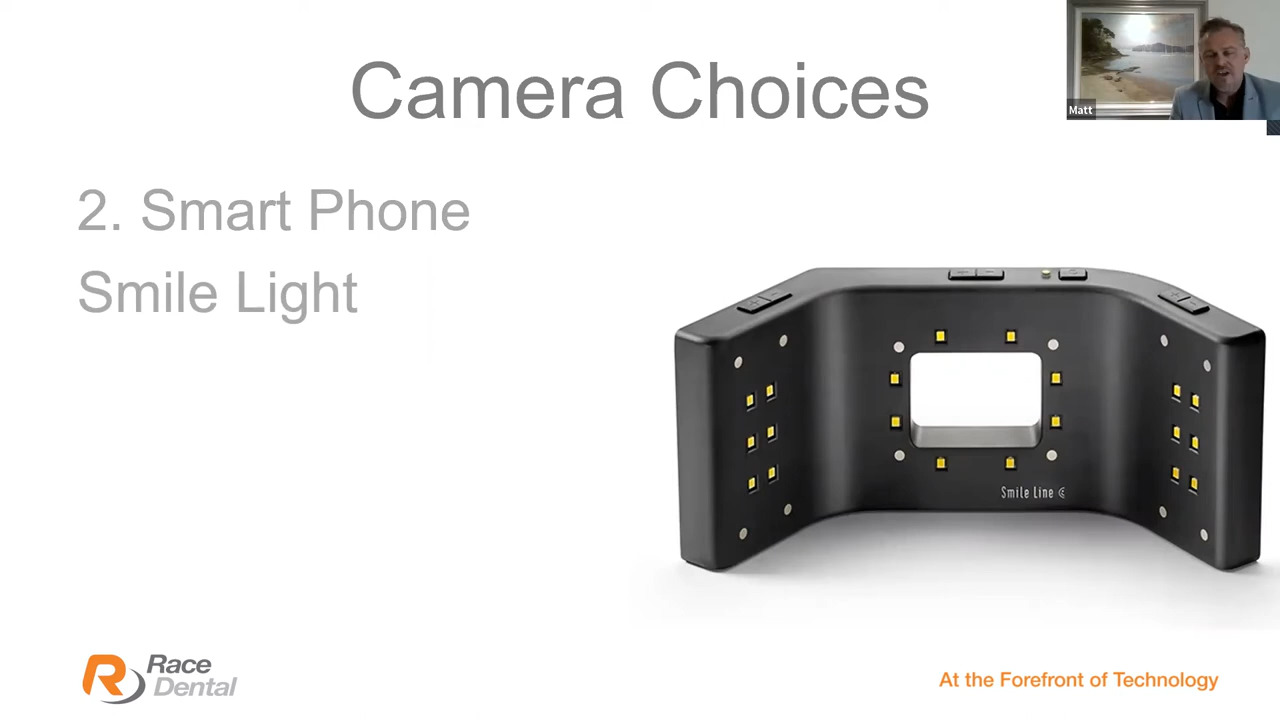 Camera Choices
Matt
2. Smart Phone
Smile Light
Smile Line
Race
Dental
At the Forefront of Technology